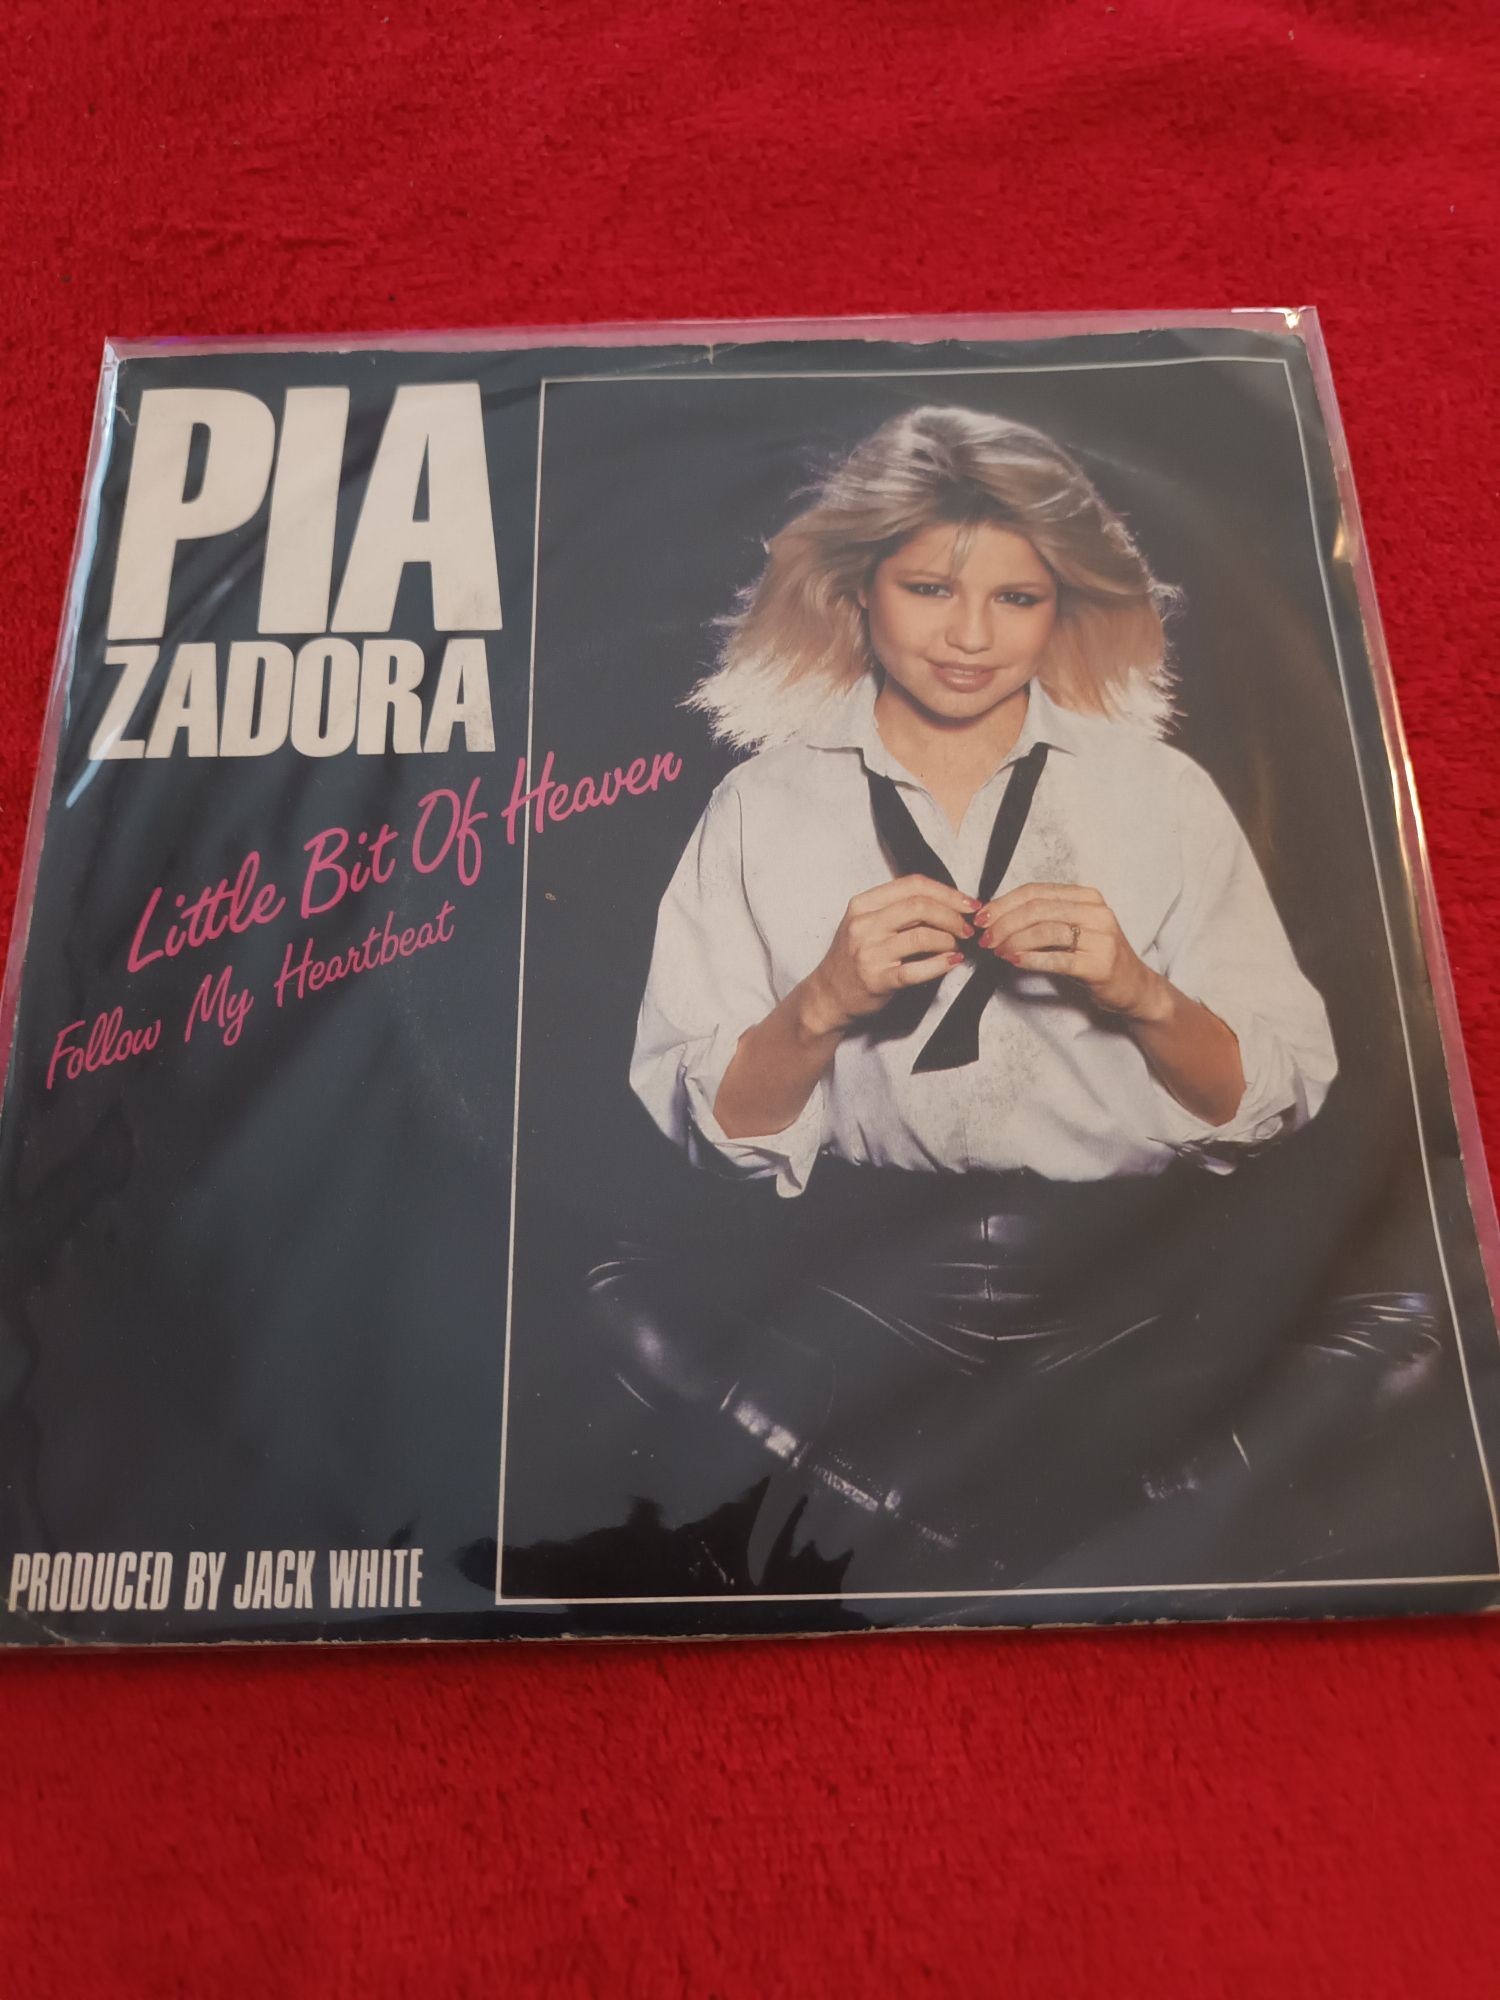 PIA
ZADORA
Little Bit Of Heaven
Follow My Heartbeat
PRODUCED BY JACK WHITE